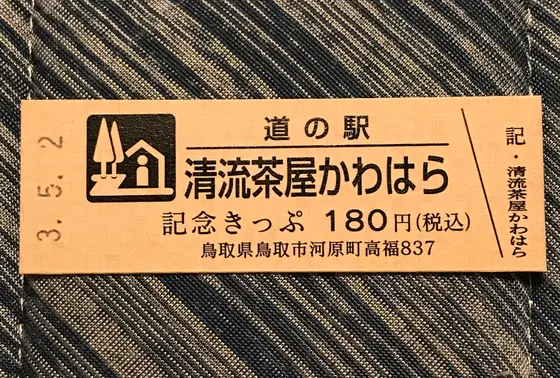 3.5.2
道の駅
清流茶屋かわはら
記念きっぷ 180円(税込)
鳥取県鳥取市河原町高福837
記・清流茶屋かわはら